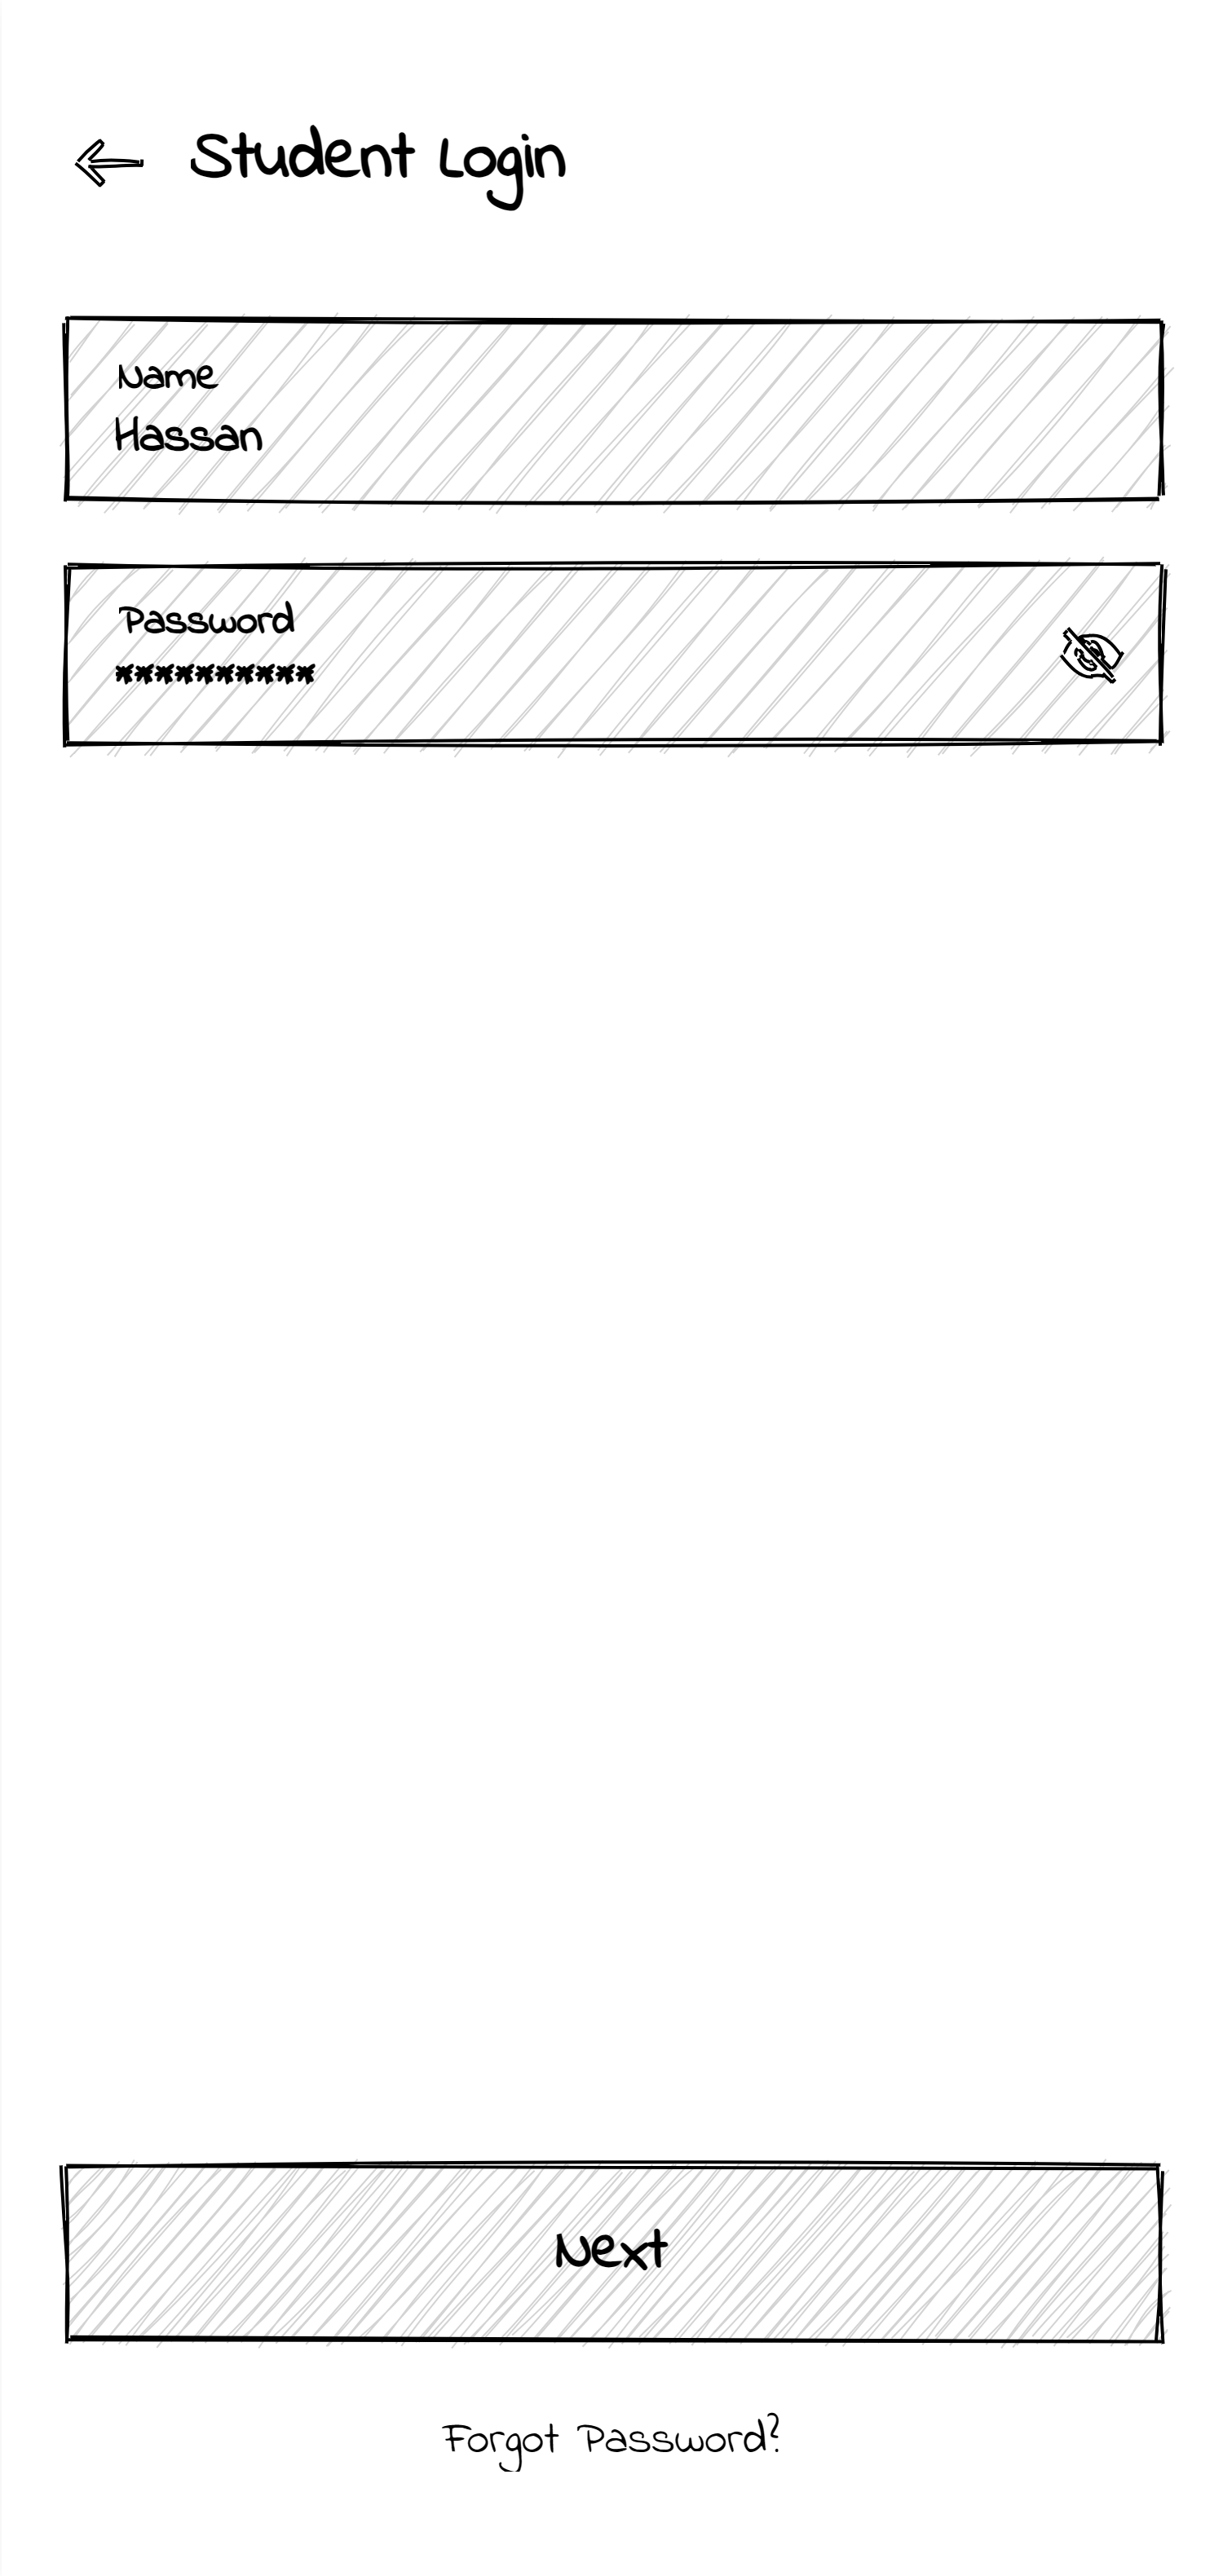 Student Login
Name
Hassan
Password
**********
Next
Forgot Password?